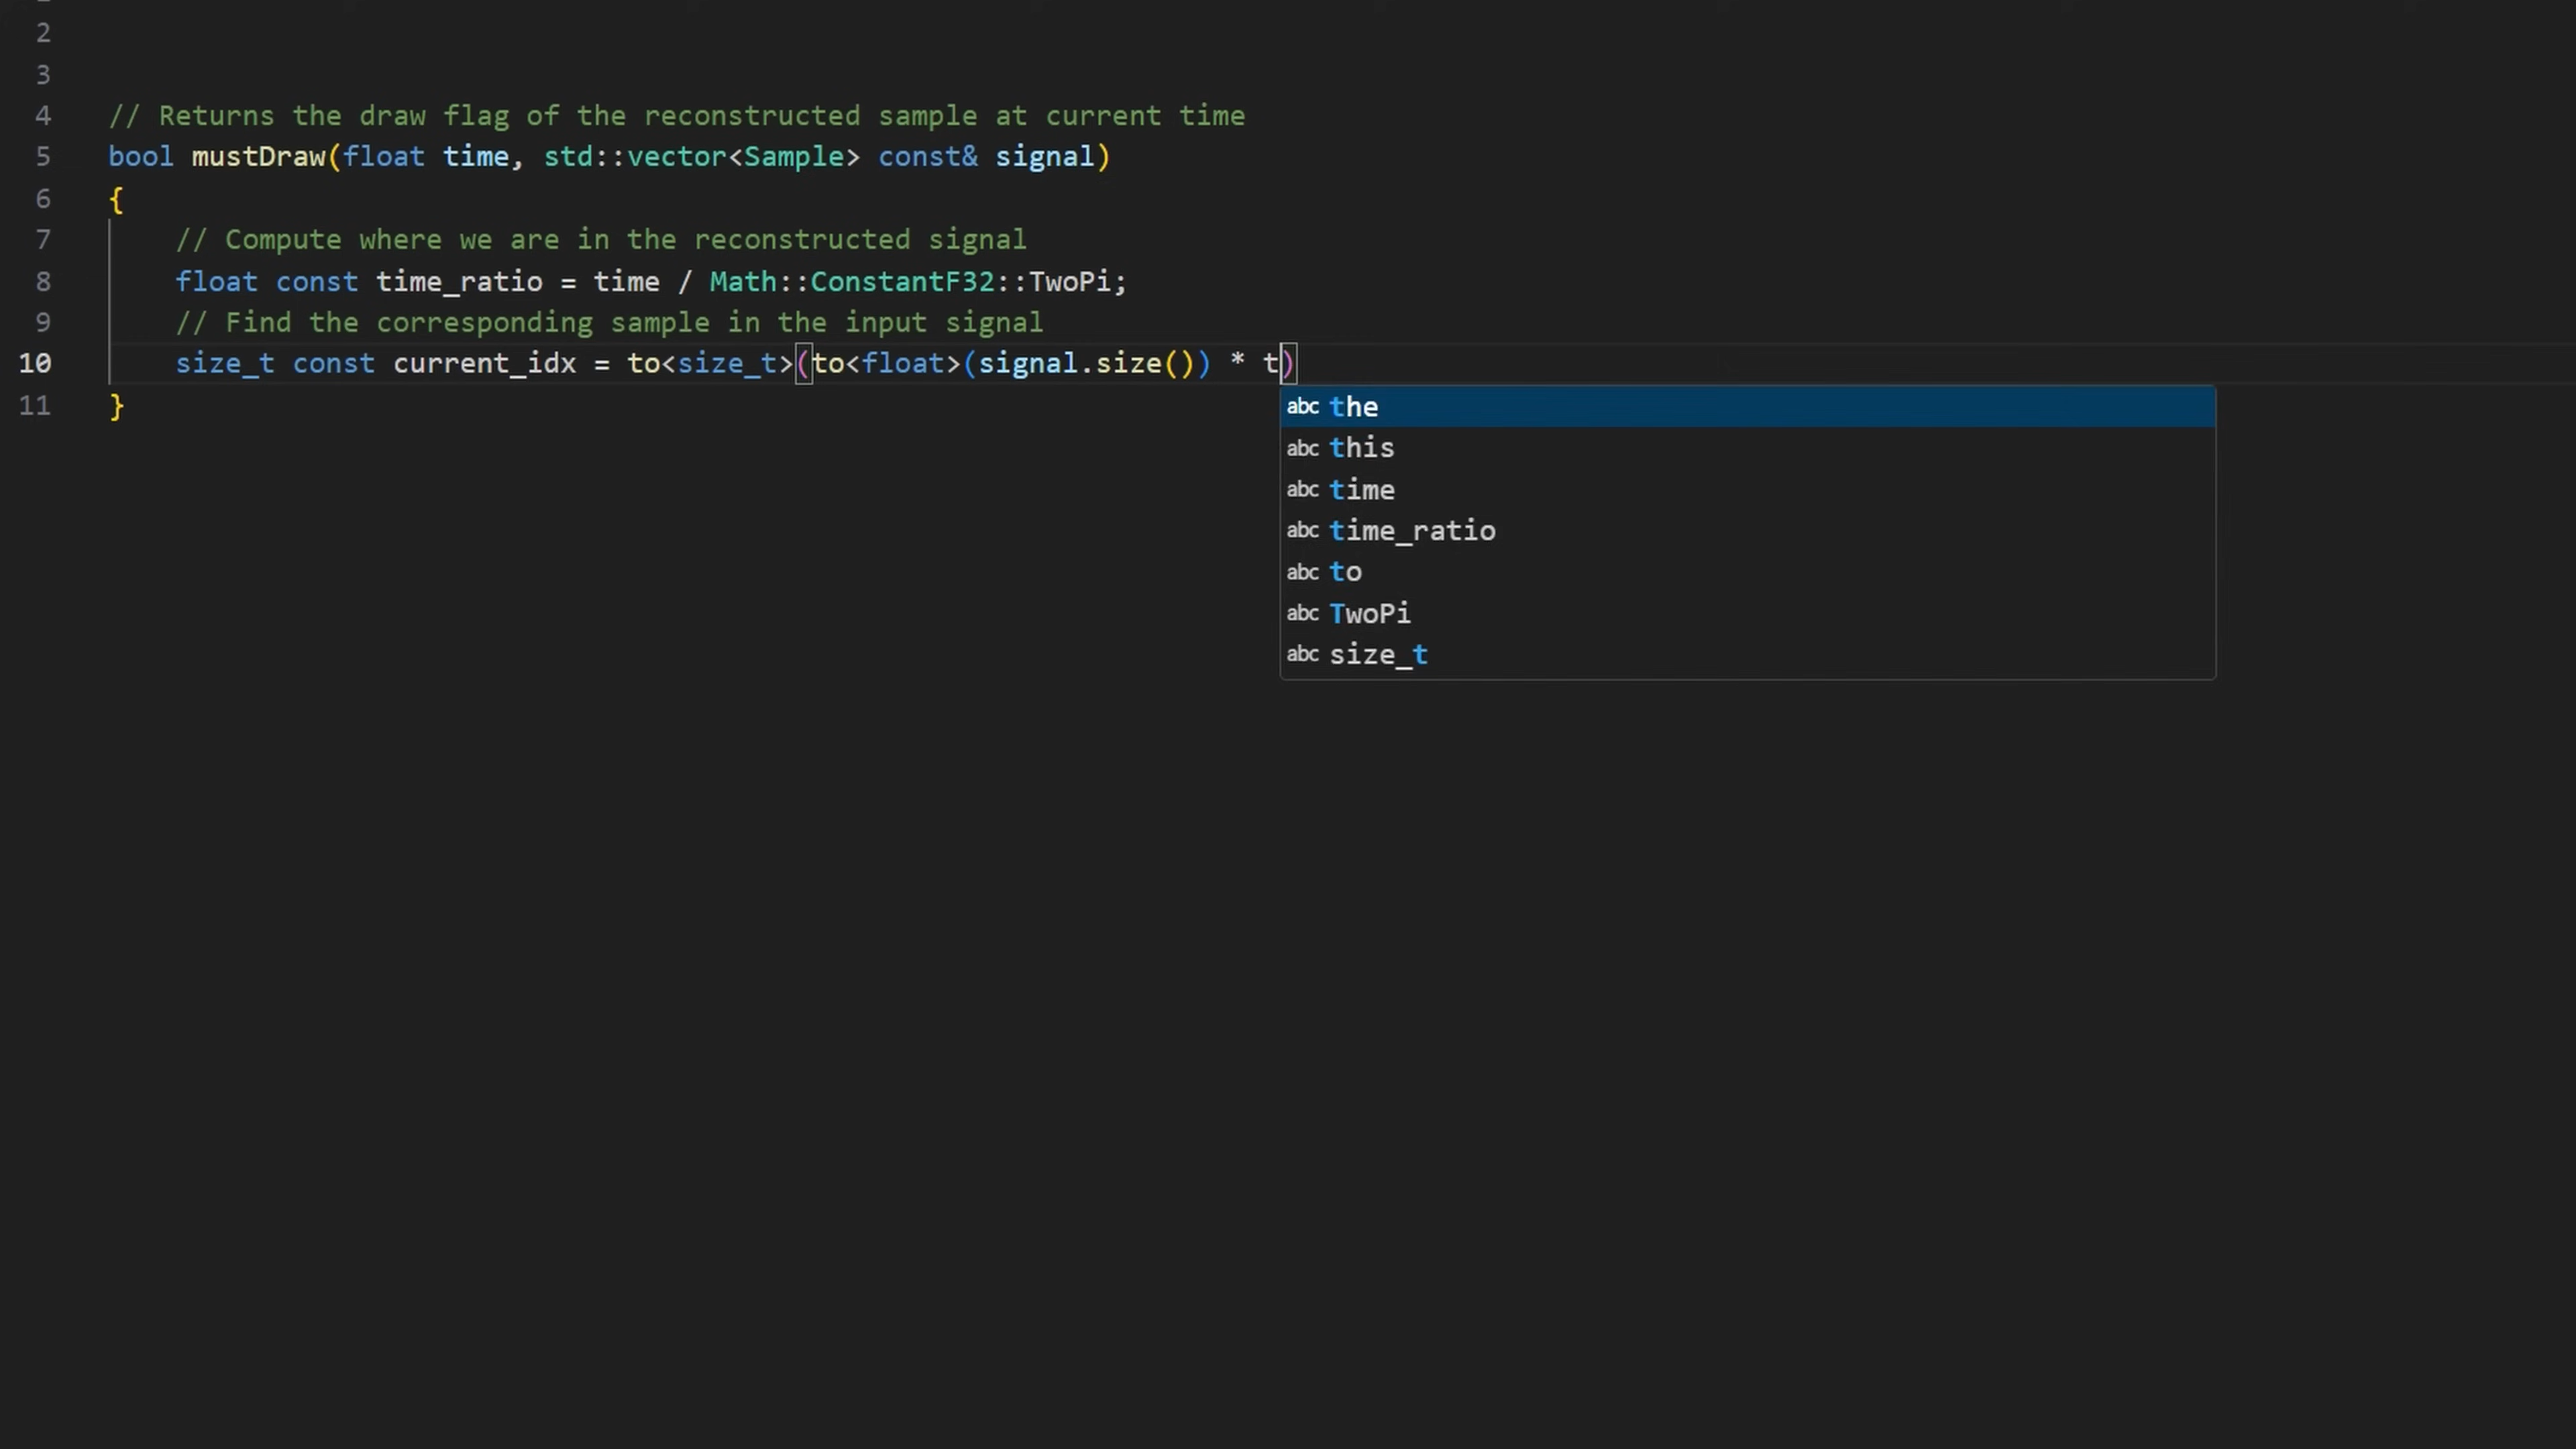 2
3
4 // Returns the draw flag of the reconstructed sample at current time
5 bool mustDraw(float time, std::vector<Sample> const& signal)
6 {
7 // Compute where we are in the reconstructed signal
8 float const time_ratio = time / Math::ConstantF32::TwoPi;
9 // Find the corresponding sample in the input signal
10 size_t const current_idx = to<size_t>(to<float>(signal.size()) * t)
11 }
abc the
abc this
abc time
abc time_ratio
abc to
abc TwoPi
abc size_t